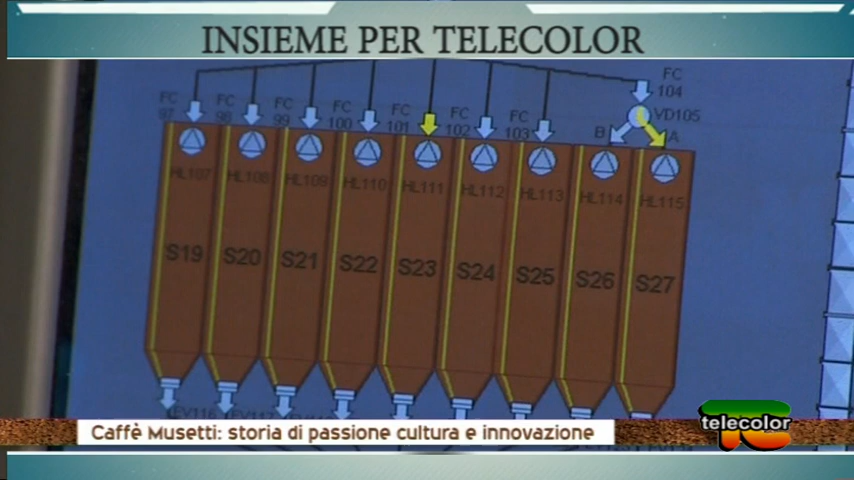 INSIEME PER TELECOLOR
FC
104
FC
97
FC
98
FC
99
FC
100
FC
101
FC
102
FC
103
VD105
B
A
HL107
HL108
HL109
HL110
HL111
HL112
HL113
HL114
HL115
S19
S20
S21
S22
S23
S24
S25
S26
S27
FV116
Caffè Musetti: storia di passione cultura e innovazione
telecolor